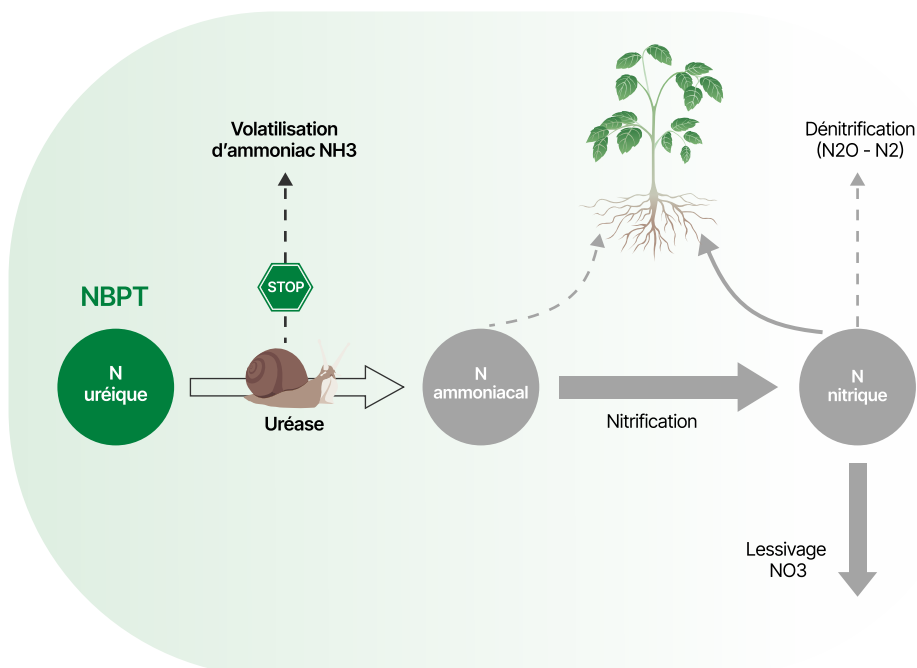 Volatilisation
d’ammoniac NH3
Dénitrification
(N2O - N2)
STOP
NBPT
N
uréique
Uréase
N
ammoniacal
Nitrification
N
nitrique
Lessivage
NO3